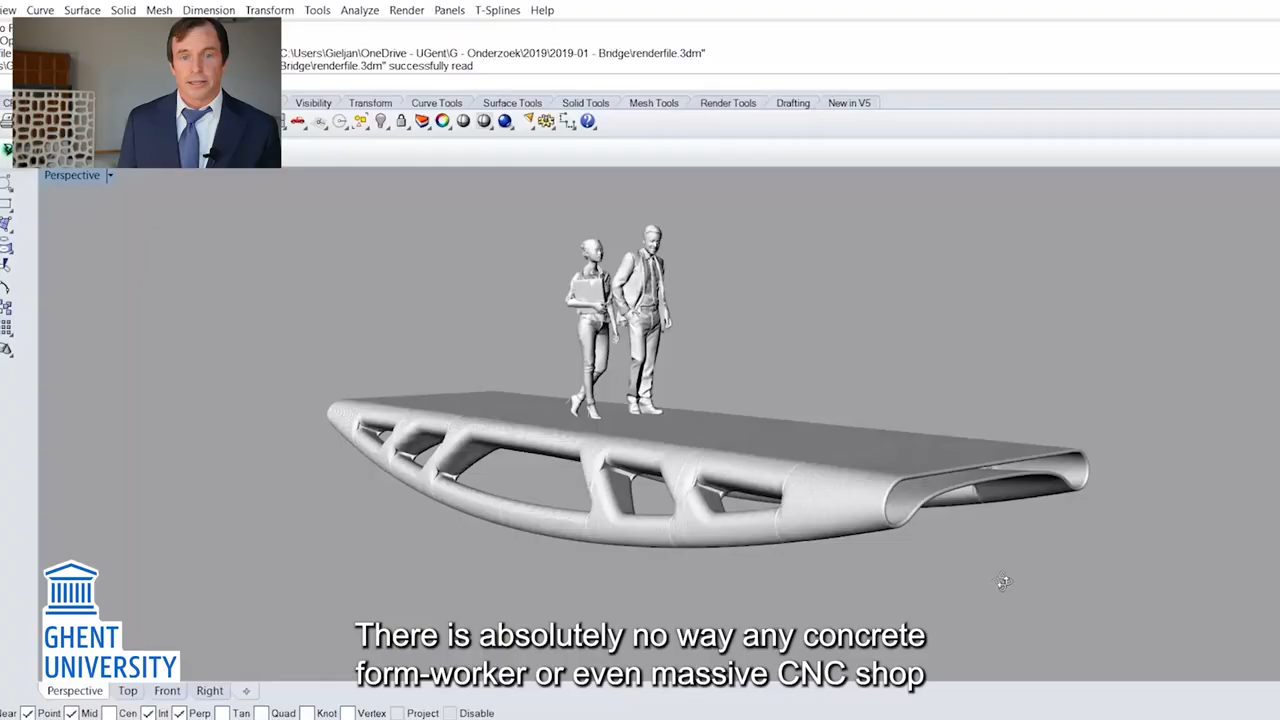 iew Curve Surface Solid Mesh Dimension Transform Tools Analyze Render Panels T-Splines Help
C:\Users\Gieljan\OneDrive - UGent\G - Onderzoek\2019\2019-01 - Bridge\renderfile.3dm"
Bridge\renderfile.3dm" successfully read
Visibility Transform Curve Tools Surface Tools Solid Tools Mesh Tools Render Tools Drafting New in V5
Perspective
GHENT
UNIVERSITY
There is absolutely no way any concrete
form-worker or even massive CNC shop
Perspective Top Front Right
Near Point Mid Cen Int Perp Tan Quad Knot Vertex Project Disable